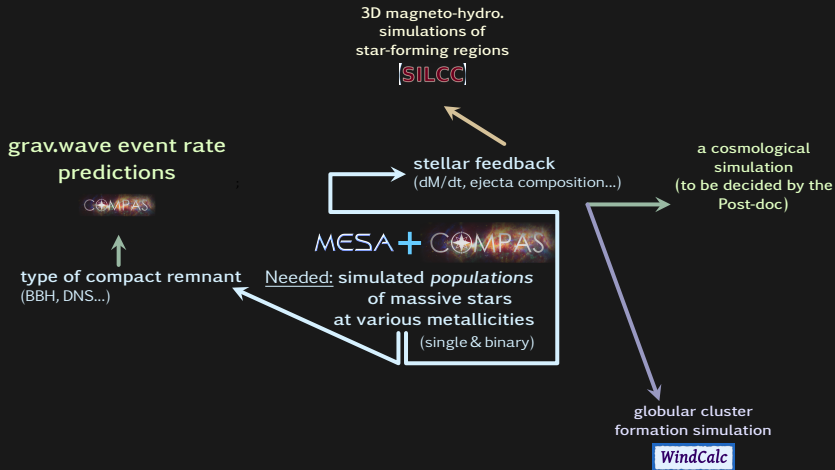 3D magneto-hydro.
simulations of
star-forming regions
[SILCC]
grav.wave event rate
predictions
COMPAS
stellar feedback
(dM/dt, ejecta composition...)
a cosmological
simulation
(to be decided by the
Post-doc)
MESA + COMPAS
type of compact remnant
(BBH, DNS...)
Needed: simulated populations
of massive stars
at various metallicities
(single & binary)
globular cluster
formation simulation
WindCalc